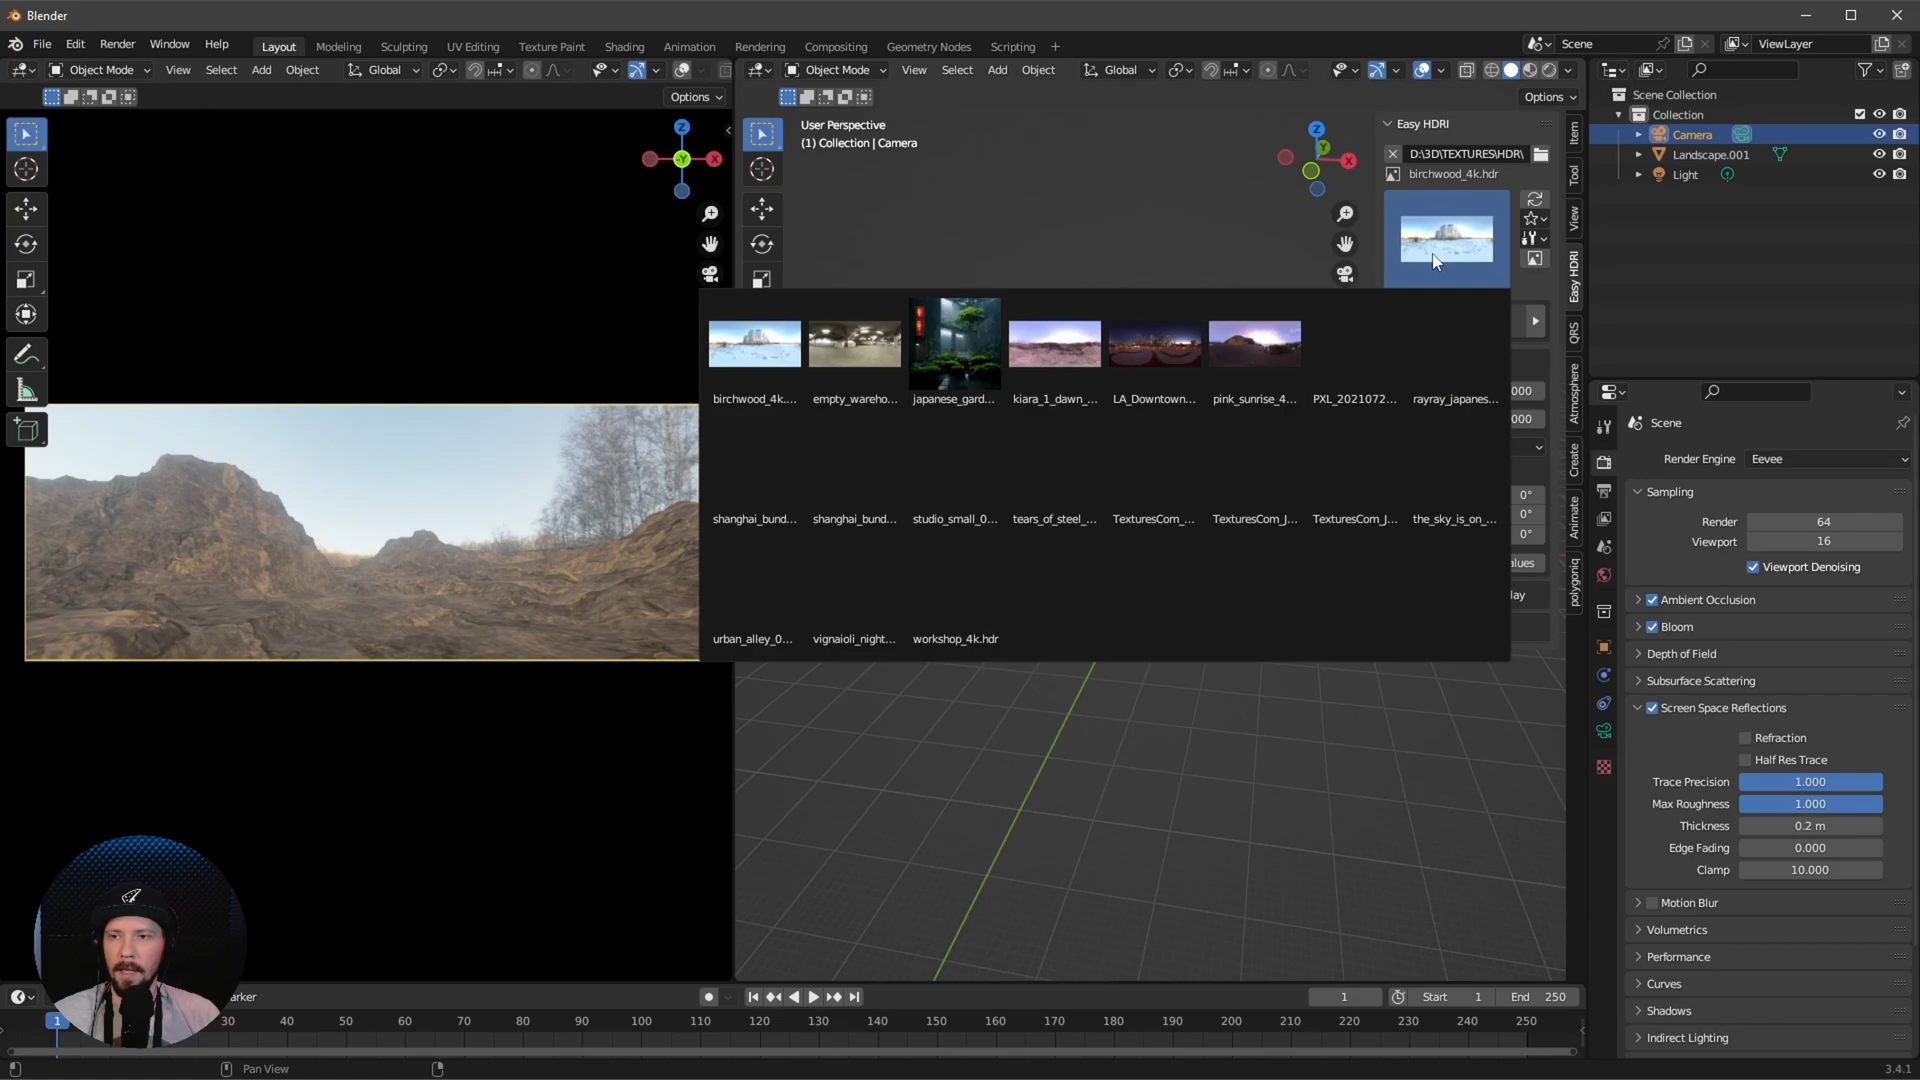 Blender
File Edit Render Window Help
Layout Modeling Sculpting UV Editing Texture Paint Shading Animation Rendering Compositing Geometry Nodes Scripting +
Scene
ViewLayer
Object Mode View Select Add Object Global
Object Mode View Select Add Object Global
Options
Options
Y
X
Z
User Perspective
(1) Collection | Camera
Z
Y
X
Easy HDRI
D:\3D\TEXTURES\HDR\
birchwood_4k.hdr
Item
Tool
View
Easy HDRI
QRS
Atmosphere
Create
Animate
polygoniq
birchwood_4k.... empty_wareho... japanese_gard... kiara_1_dawn_... LA_Downtown... pink_sunrise_4... PXL_2021072... rayray_japanes...
shanghai_bund... shanghai_bund... studio_small_0... tears_of_steel_... TexturesCom_... TexturesCom_J... TexturesCom_J... the_sky_is_on_...
urban_alley_0... vignaioli_night... workshop_4k.hdr
000
000
0°
0°
0°
alues
lay
Scene Collection
Collection
Camera
Landscape.001
Light
Scene
Render Engine Eevee
Sampling
Render 64
Viewport 16
Viewport Denoising
Ambient Occlusion
Bloom
Depth of Field
Subsurface Scattering
Screen Space Reflections
Refraction
Half Res Trace
Trace Precision 1.000
Max Roughness 1.000
Thickness 0.2 m
Edge Fading 0.000
Clamp 10.000
Motion Blur
Volumetrics
Performance
Curves
Shadows
Indirect Lighting
arker
1 Start 1 End 250
1 30 40 50 60 70 80 90 100 110 120 130 140 150 160 170 180 190 200 210 220 230 240 250
Pan View
3.4.1